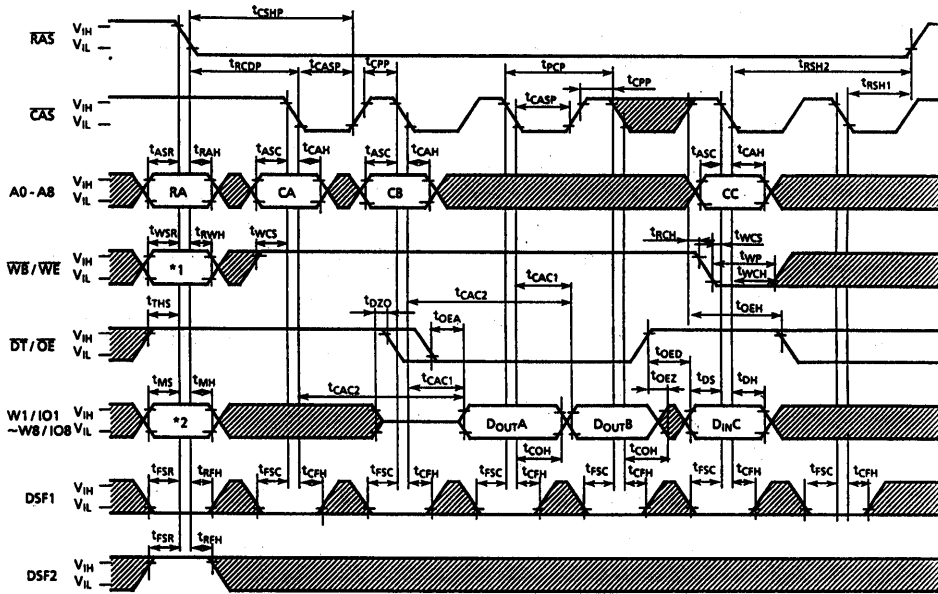 tCSHP
RAS VIH
VIL
tRCDP tCASP tCPP tPCP tCPP tRSH2
tCASP tRSH1
CAS VIH
VIL
tASR tRAH tASC tCAH tASC tCAH tASC tCAH
A0 - A8 VIH
VIL
RA CA CB CC
tWSR tRWH tWCS tRCH tWCS
WB / WE VIH
VIL
*1 tWP
tWCH
tCAC1
tCAC2
tTHS tDZO tOEA tOEH
DT / OE VIH
VIL
tOED
tMS tMH tCAC2 tCAC1 tOEZ tDS tDH
W1 / IO1
~W8 / IO8
VIH
VIL
*2 DOUTA DOUTB DINC
tCOH tCOH
tFSR tRFH tFSC tCFH tFSC tCFH tFSC tCFH tFSC tCFH tFSC tCFH tFSC tCFH
DSF1 VIH
VIL
tFSR tRFH
DSF2 VIH
VIL